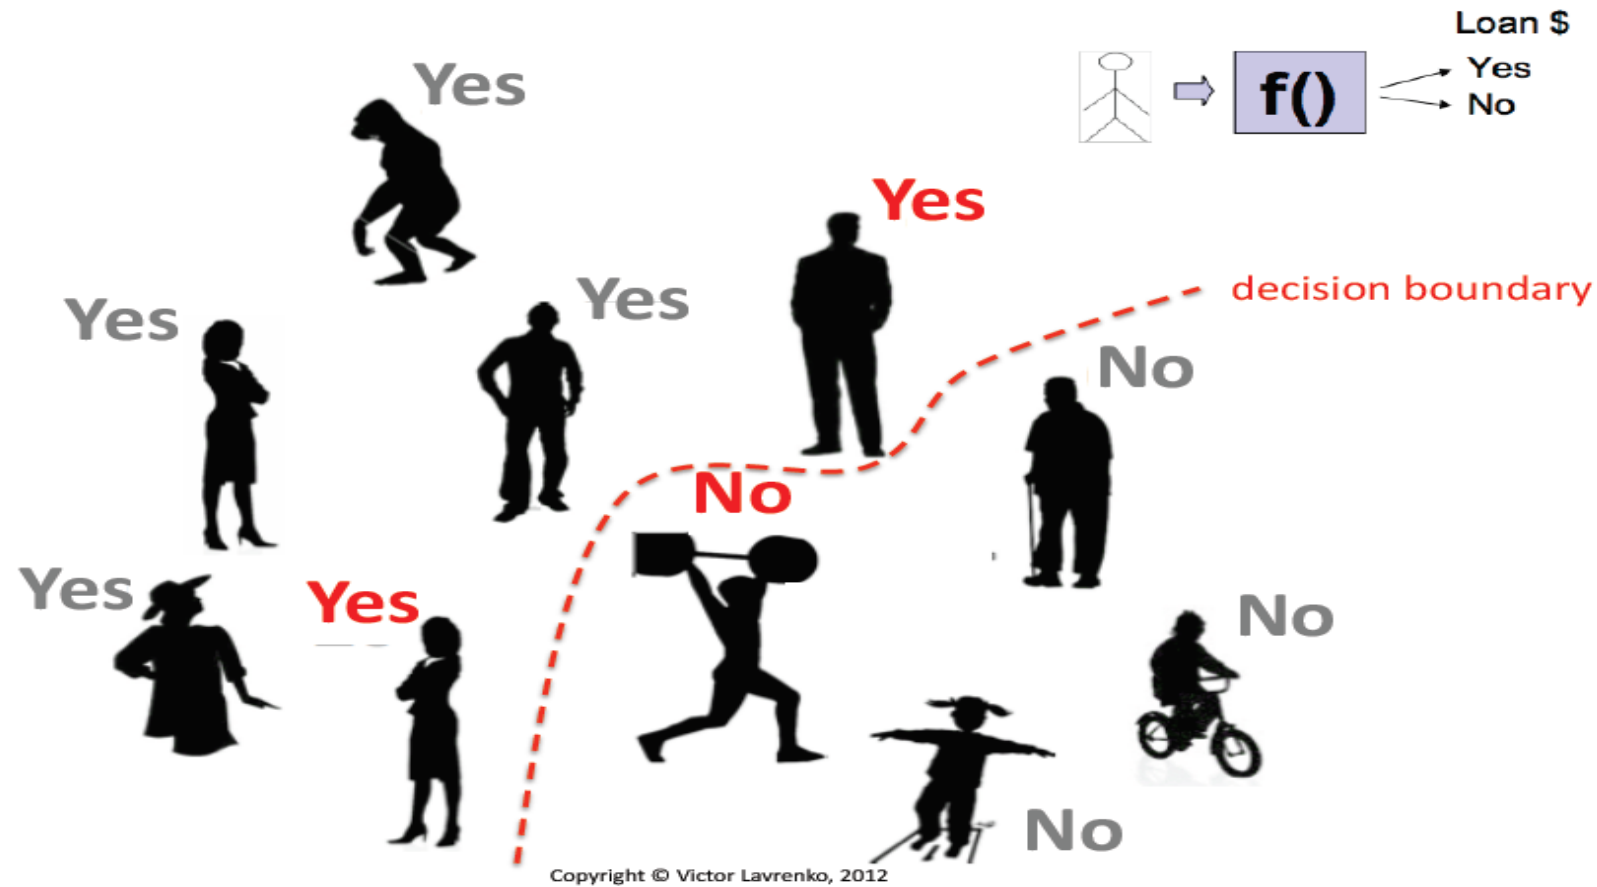 Loan $
Yes
No
f()
Yes
Yes
Yes
Yes
decision boundary
No
No
Yes
Yes
No
No
Copyright © Victor Lavrenko, 2012